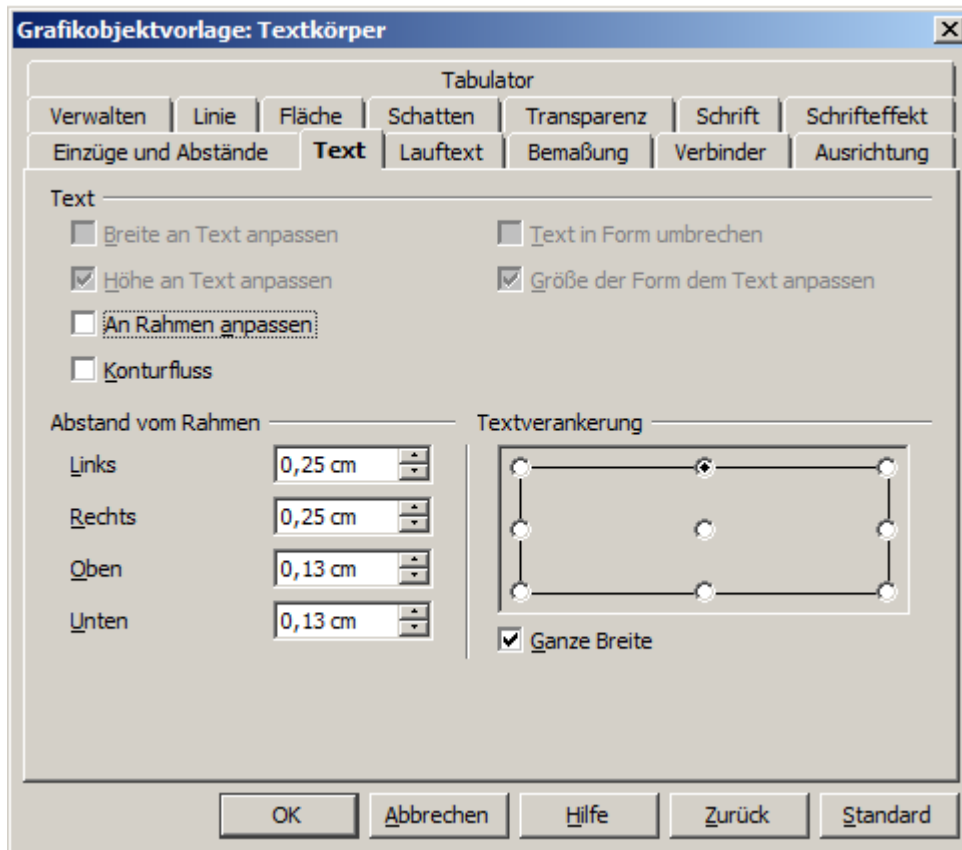 Grafikobjektvorlage: Textkörper
Tabulator
Verwalten Linie Fläche Schatten Transparenz Schrift Schrifteffekt
Einzüge und Abstände Text Lauftext Bemaßung Verbinder Ausrichtung
Text
Breite an Text anpassen Text in Form umbrechen
Höhe an Text anpassen Größe der Form dem Text anpassen
An Rahmen anpassen
Konturfluss
Abstand vom Rahmen Textverankerung
Links 0,25 cm
Rechts 0,25 cm
Oben 0,13 cm
Unten 0,13 cm
Ganze Breite
OK Abbrechen Hilfe Zurück Standard